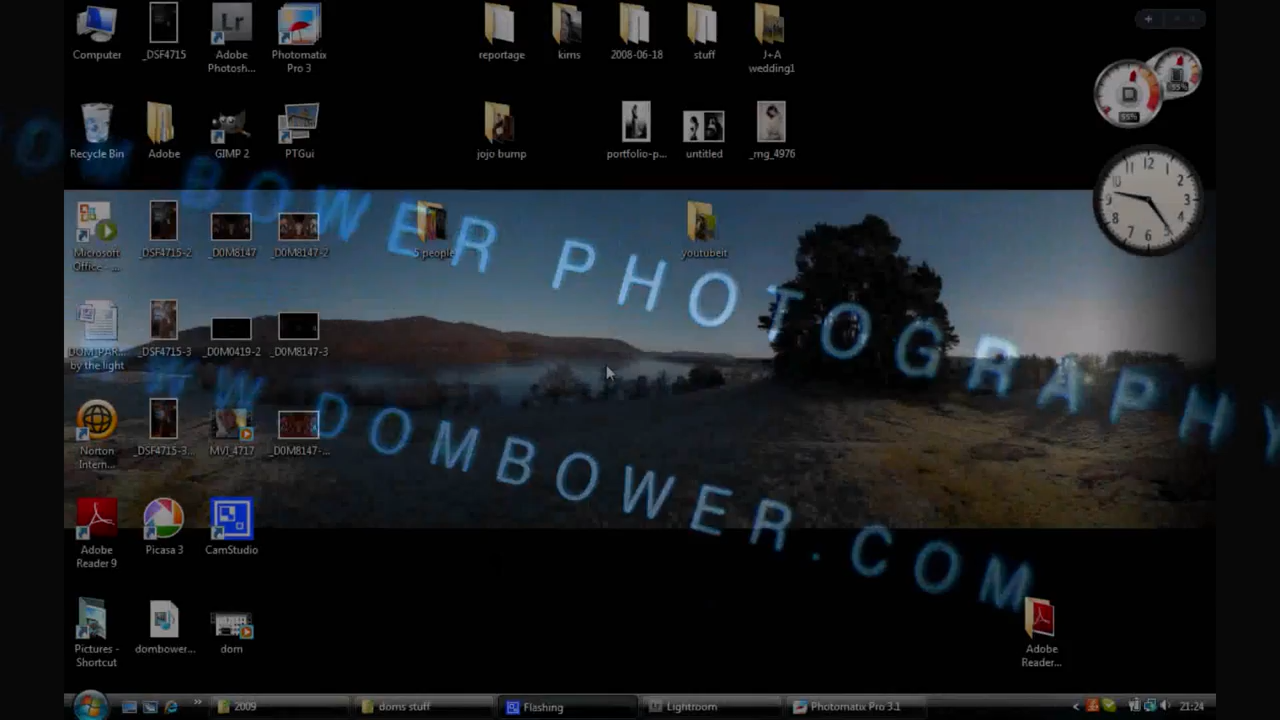 Computer
_DSF4715
Adobe Photosh...
Photomatix Pro 3
reportage
kims
2008-06-18
stuff
J+A wedding1
Recycle Bin
Adobe
GIMP 2
PTGui
jojo bump
portfolio-p...
untitled
_mg_4976
OW BOWER PHOTOGRAPHY
Microsoft Office - ...
_DSF4715-2
_D0M8147
_D0M8147-2
5 people
youtubeit
by the light
_DSF4715-3
_D0M0419-2
_D0M8147-3
WW.DOMBOWER.COM
Norton Intern...
_DSF4715-3...
MVI_4717
_D0M8147-...
Adobe Reader 9
Picasa 3
CamStudio
Pictures - Shortcut
dombower...
dom
Adobe Reader...
2009
doms stuff
Flashing
Lightroom
Photomatix Pro 3.1
21:24